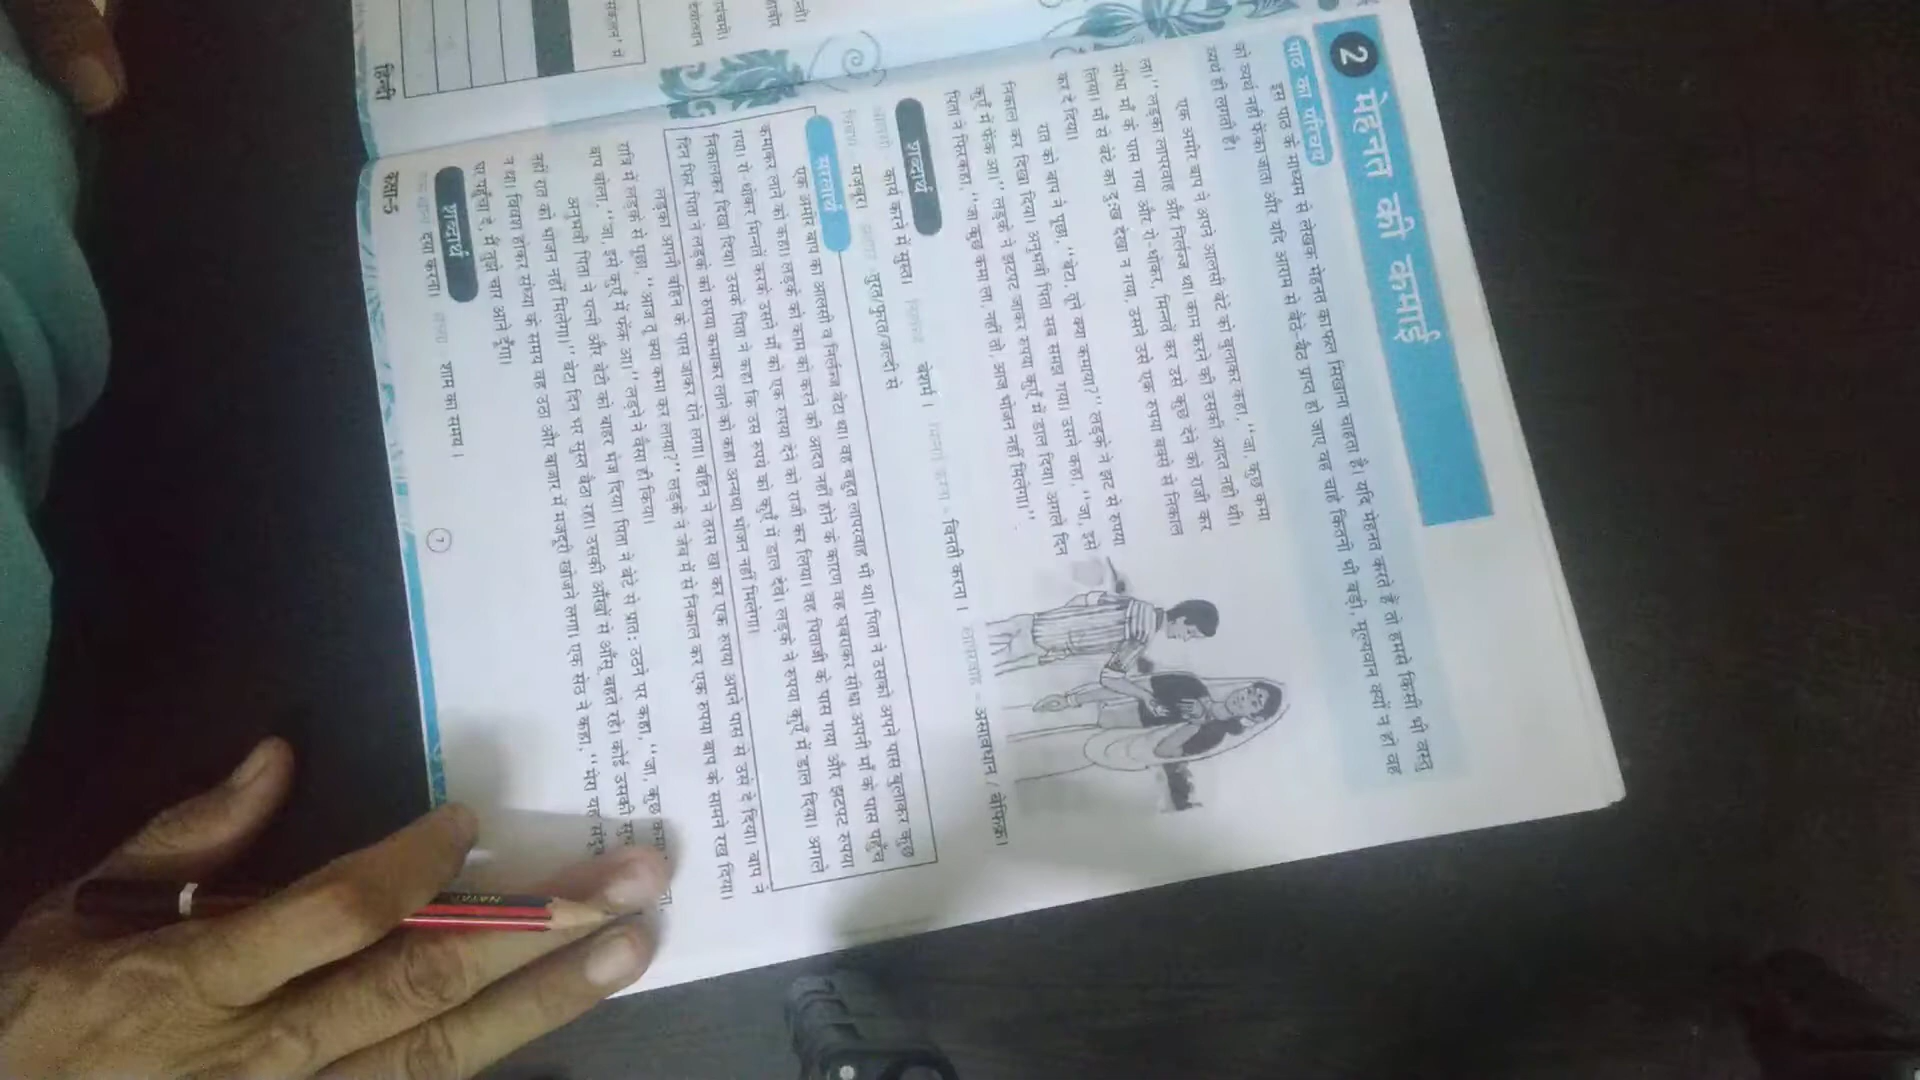 2
मेहनत की कमाई
पाठ का परिचय
इस पाठ के माध्यम से लेखक मेहनत का फल सिखाना चाहता है। यदि मेहनत करते हैं तो हमसे किसी भी वस्तु
को व्यर्थ नहीं फेंका जाता और यदि आराम से बैठे-बैठे प्राप्त हो जाए वह चाहे कितनी भी बड़ी, मूल्यवान क्यों न हो वह
व्यर्थ ही लगती है।
एक अमीर बाप ने अपने आलसी बेटे को बुलाकर कहा, ‘‘जा, कुछ कमा
ला।’’ लड़का लापरवाह और निर्लज्ज था। काम करने की उसकी आदत नहीं थी।
सीधा माँ के पास गया और रो-धोकर, मिन्नतें कर उसे कुछ देने को राजी कर
लिया। माँ से बेटे का दुःख देखा न गया, उसने उसे एक रुपया बक्से से निकाल
कर दे दिया।
रात को बाप ने पूछा, ‘‘बेटा, तूने क्या कमाया?’’ लड़के ने झट से रुपया
निकाल कर दिखा दिया। अनुभवी पिता सब समझ गया। उसने कहा, ‘‘जा, इसे
कुएँ में फेंक आ।’’ लड़के ने झटपट जाकर रुपया कुएँ में डाल दिया। अगले दिन
पिता ने फिर कहा, ‘‘जा कुछ कमा ला, नहीं तो, आज भोजन नहीं मिलेगा।’’
शब्दार्थ
कार्य करने में सुस्त। बेशर्म । मिन्नतें करना - विनती करना । लापरवाह - असावधान / बेफिक्र।
मजबूर। तुरंत/फुरत/जल्दी से
सरलार्थ
एक अमीर बाप का आलसी व निर्लज्ज बेटा था। वह बहुत लापरवाह भी था। पिता ने उसको अपने पास बुलाकर कुछ
कमाकर लाने को कहा। लड़के को काम को करने की आदत नहीं होने के कारण वह घबराकर सीधा अपनी माँ के पास पहुँच
गया। रो-धोकर मिन्नतें करके उसने माँ को एक रुपया देने को राजी कर लिया। वह पिताजी के पास गया और झटपट रुपया
निकालकर दिखा दिया। उसके पिता ने कहा कि उस रुपये को कुएँ में डाल देवे। लड़के ने रुपया कुएँ में डाल दिया। अगले
दिन फिर पिता ने लड़के को रुपया कमाकर लाने को कहा अन्यथा भोजन नहीं मिलेगा।
लड़का अपनी बहिन के पास जाकर रोने लगा। बहिन ने तरस खा कर एक रुपया अपने पास से उसे दे दिया। बाप ने
रात्रि में लड़के से पूछा, ‘‘आज तू क्या कमा कर लाया?’’ लड़के ने जेब में से निकाल कर एक रुपया बाप के सामने रख दिया।
बाप बोला, ‘‘जा, इसे कुएँ में फेंक आ।’’ लड़ने ने वैसा ही किया।
अनुभवी पिता ने पत्नी और बेटी को बाहर भेज दिया। पिता ने बेटे से प्रातः उठने पर कहा, ‘‘जा, कुछ कमा
नहीं रात को भोजन नहीं मिलेगा।’’ बेटा दिन भर सुस्त बैठा रहा। उसकी आँखों से आँसू बहते रहे। कोई उसकी
न था। विवश होकर संध्या के समय वह उठा और बाजार में मजदूरी खोजने लगा। एक सेठ ने कहा, ‘‘मेरा यह संदूक
घर पहुँचा दे, मैं तुझे चार आने दूँगा।
शब्दार्थ
दया करना। शाम का समय ।
कक्षा-5
7
हिन्दी